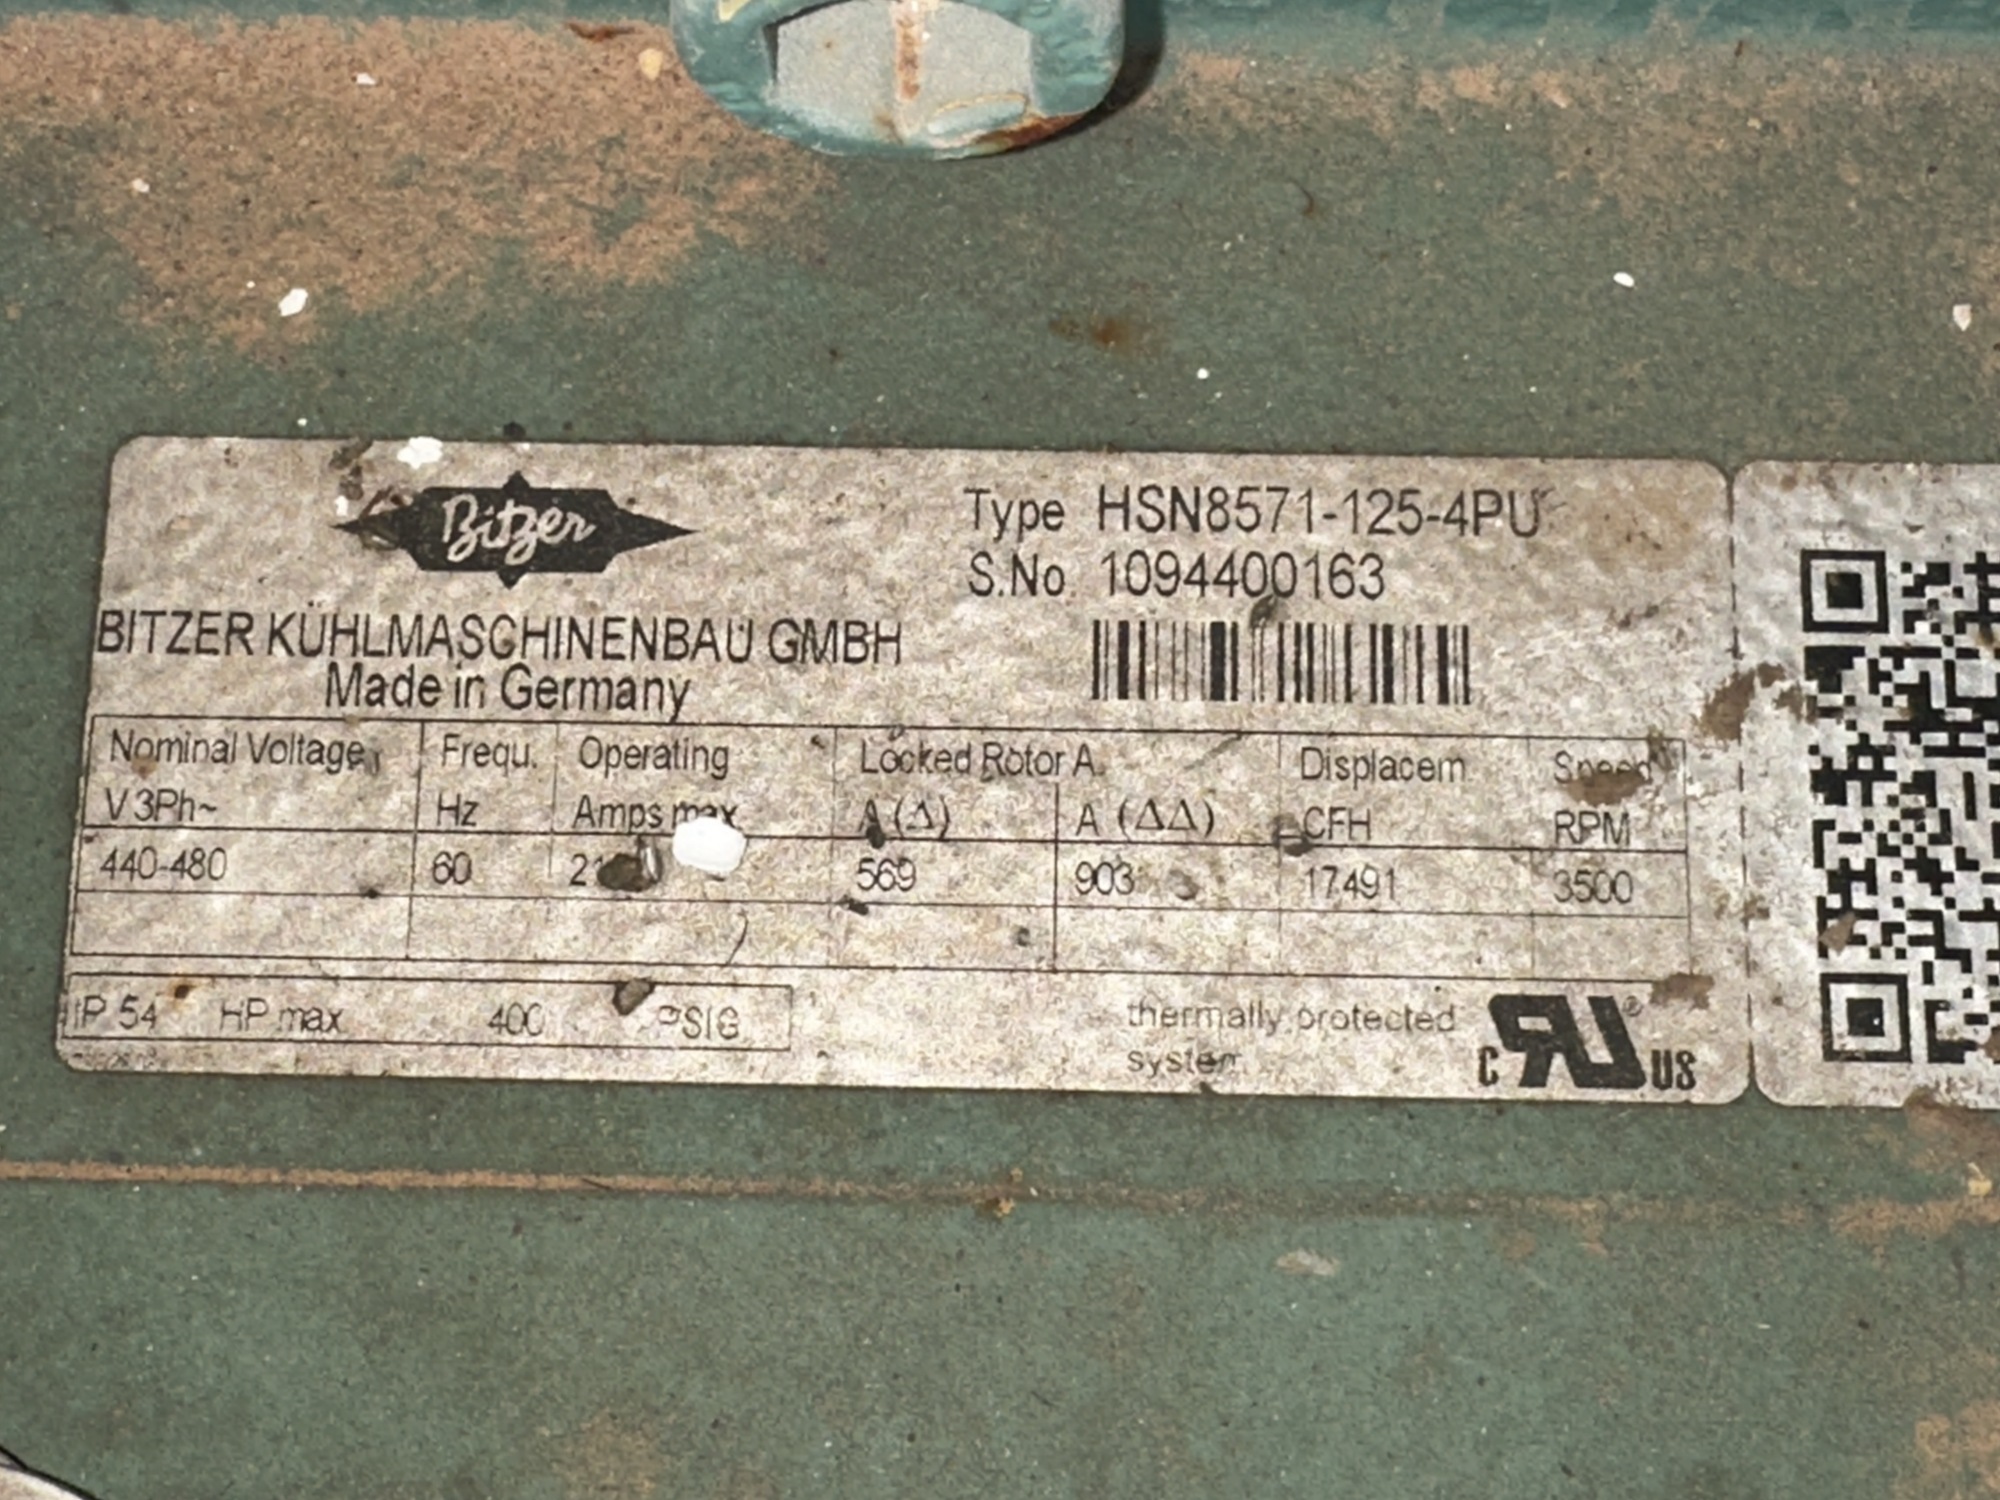 Bitzer
Type HSN8571-125-4PU
S.No 1094400163
BITZER KÜHLMASCHINENBAU GMBH
Made in Germany
Nominal Voltage Frequ. Operating Locked Rotor A Displacem. Speed
V 3Ph~ Hz Amps max A (Δ) A (ΔΔ) CFH RPM
440-480 60 569 903 17491 3500
IP 54 HP max 400 PSIG
thermally protected
system
C RU ® US